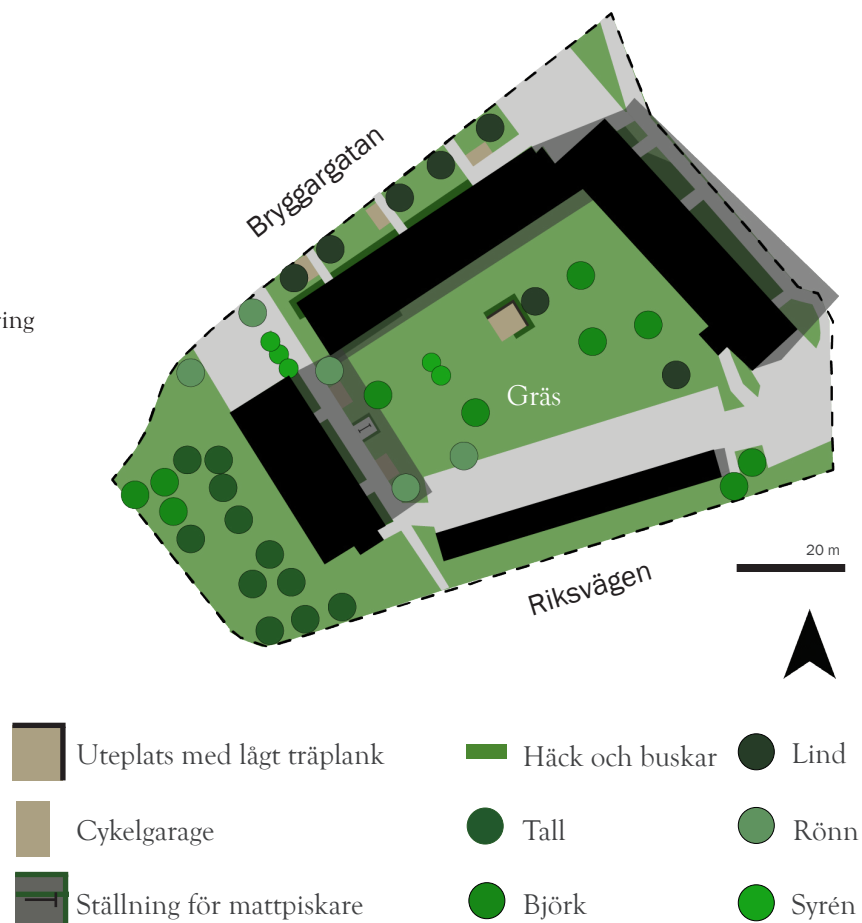 Bryggargatan
ring
Gräs
20 m
Riksvägen
Uteplats med lågt träplank
Häck och buskar
Lind
Cykelgarage
Tall
Rönn
Ställning för mattpiskare
Björk
Syrén